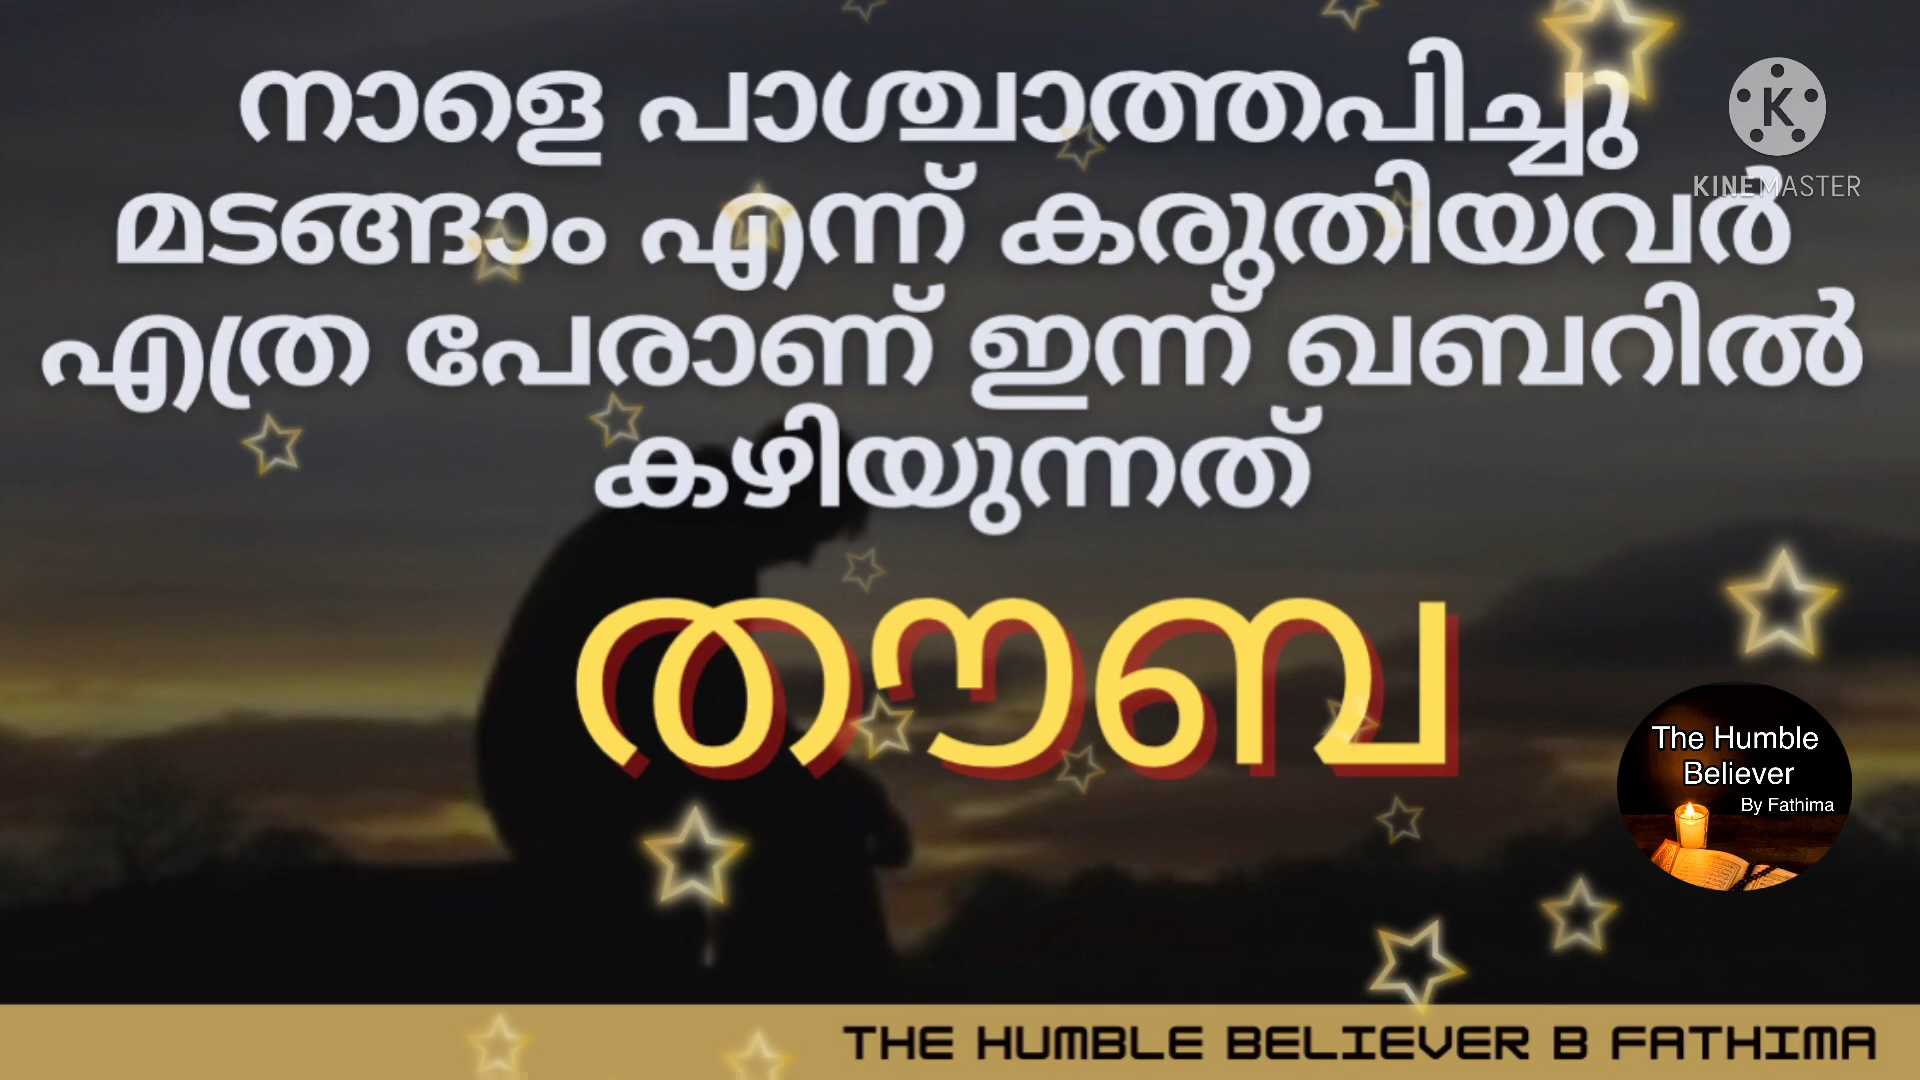 നാളെ പാശ്ചാത്തപിച്ചു
മടങ്ങാം എന്ന് കരുതിയവർ
എത്ര പേരാണ് ഇന്ന് ഖബറിൽ
കഴിയുന്നത്
തൗബ
KINEMASTER
The Humble
Believer
By Fathima
THE HUMBLE BELIEVER B FATHIMA